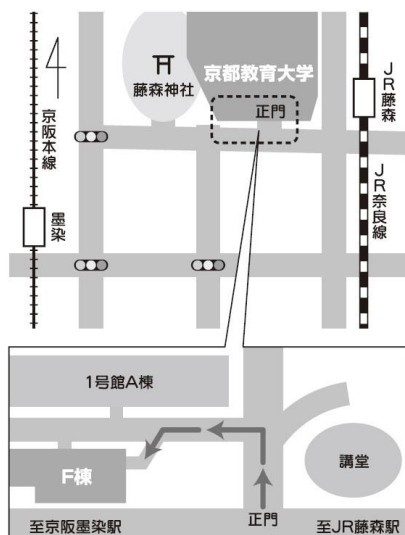 京都教育大学
藤森神社
正門
JR藤森
京阪本線
JR奈良線
墨染
1号館A棟
F棟
講堂
正門
至京阪墨染駅
至JR藤森駅